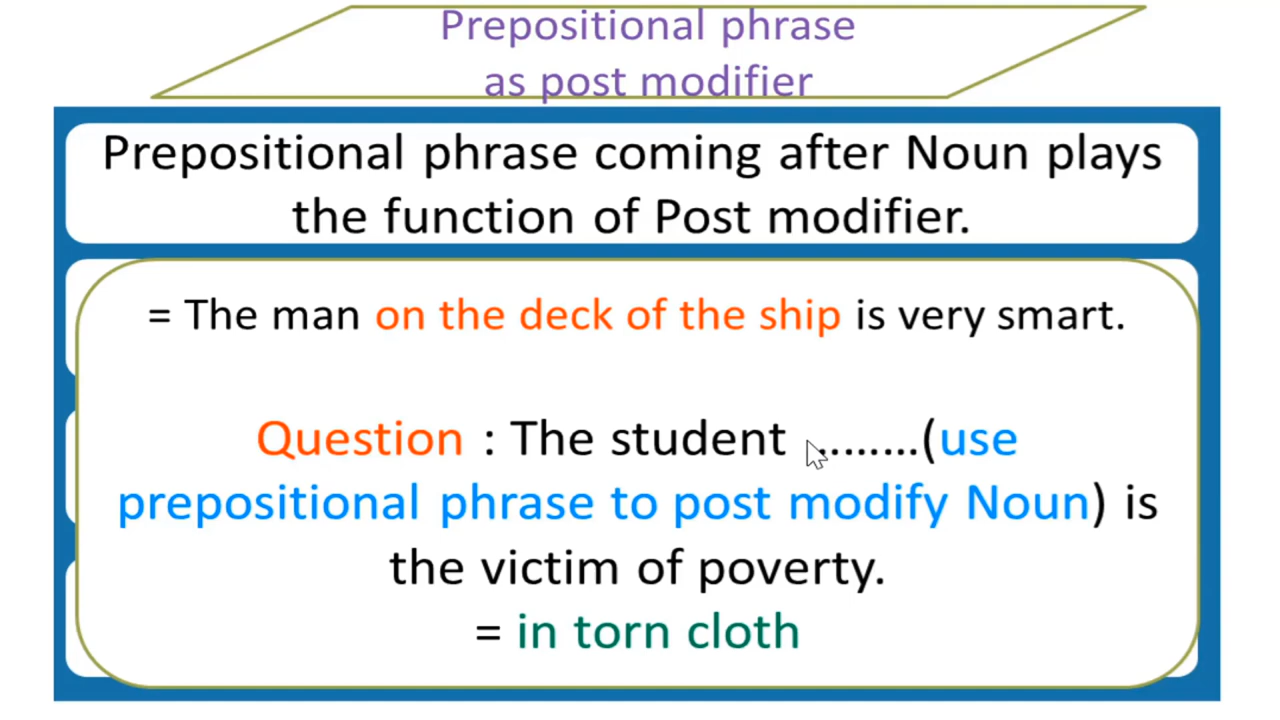 Prepositional phrase
as post modifier
Prepositional phrase coming after Noun plays
the function of Post modifier.
= The man on the deck of the ship is very smart.
Question : The student .........(use
prepositional phrase to post modify Noun) is
the victim of poverty.
= in torn cloth